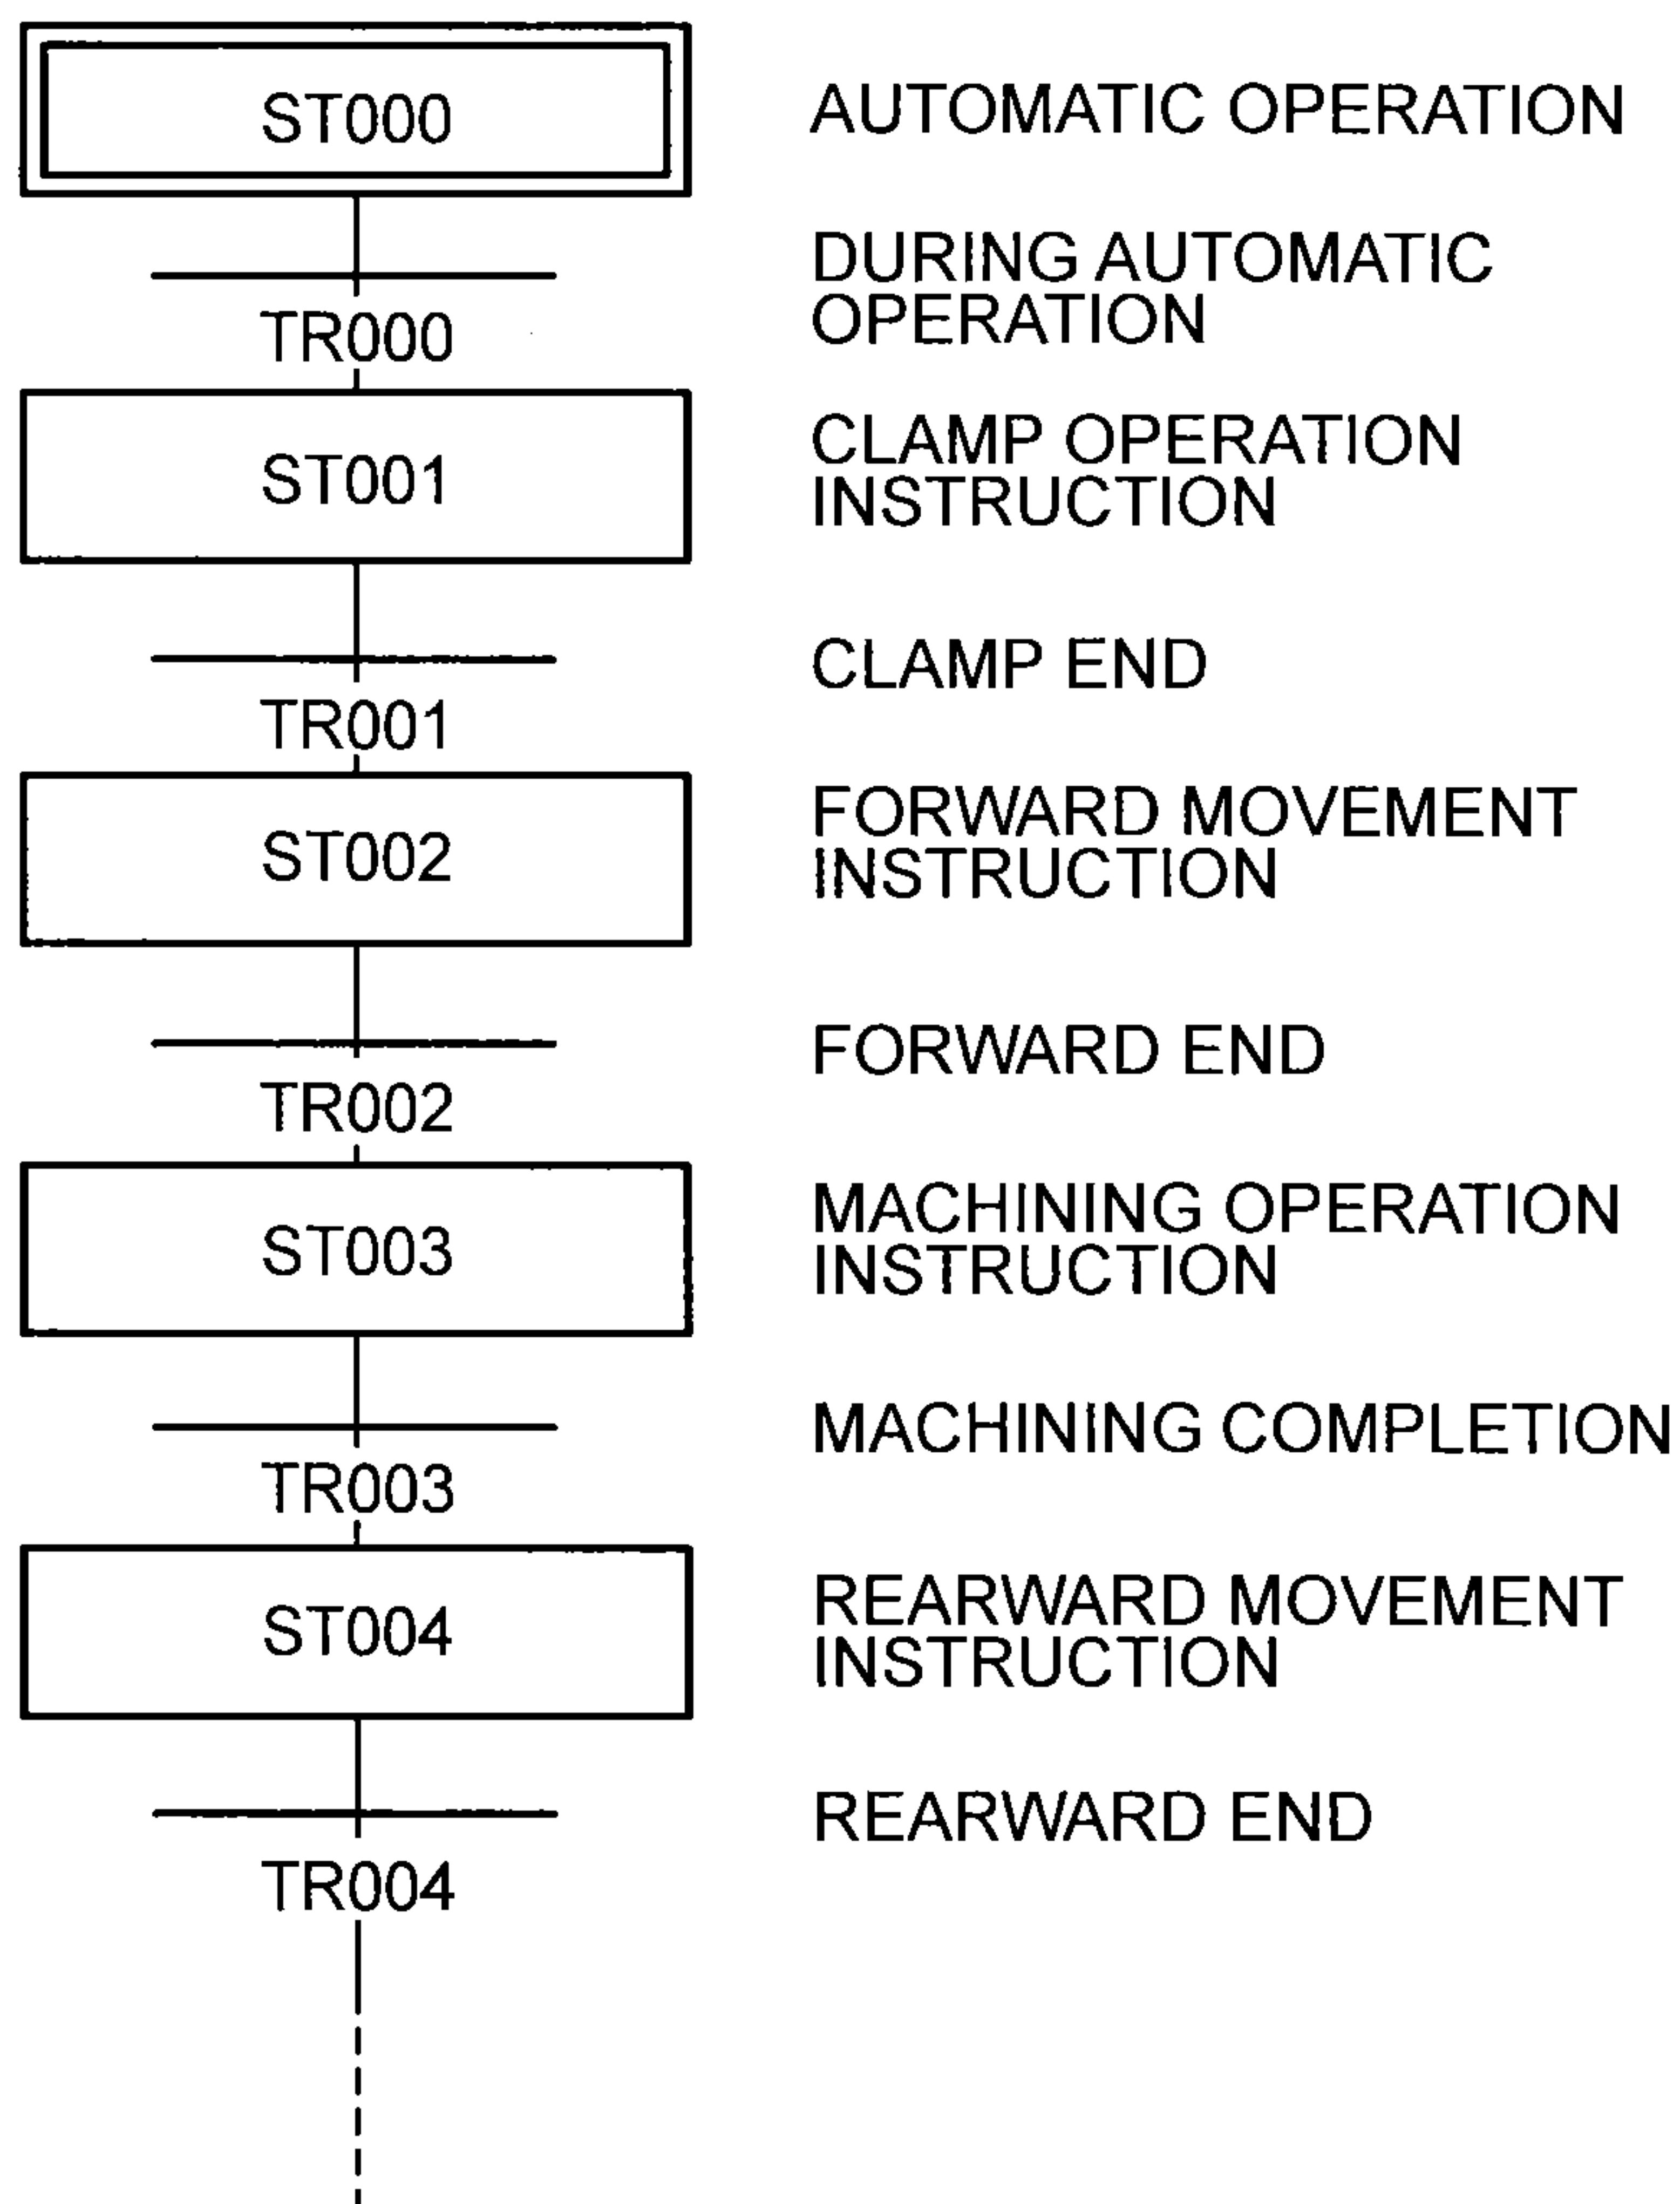 ST000
AUTOMATIC OPERATION
DURING AUTOMATIC
OPERATION
TR000
ST001
CLAMP OPERATION
INSTRUCTION
CLAMP END
TR001
ST002
FORWARD MOVEMENT
INSTRUCTION
FORWARD END
TR002
ST003
MACHINING OPERATION
INSTRUCTION
MACHINING COMPLETION
TR003
ST004
REARWARD MOVEMENT
INSTRUCTION
REARWARD END
TR004